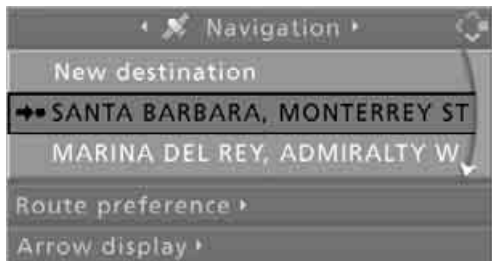 Navigation
New destination
SANTA BARBARA, MONTERREY ST
MARINA DEL REY, ADMIRALTY W
Route preference
Arrow display